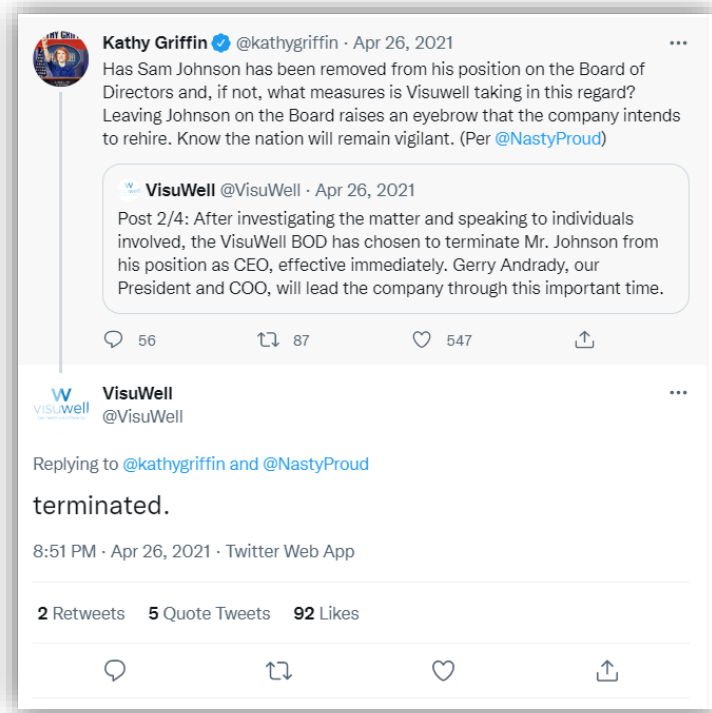 Kathy Griffin @kathygriffin · Apr 26, 2021
Has Sam Johnson has been removed from his position on the Board of
Directors and, if not, what measures is Visuwell taking in this regard?
Leaving Johnson on the Board raises an eyebrow that the company intends
to rehire. Know the nation will remain vigilant. (Per @NastyProud)
VisuWell @VisuWell · Apr 26, 2021
Post 2/4: After investigating the matter and speaking to individuals
involved, the VisuWell BOD has chosen to terminate Mr. Johnson from
his position as CEO, effective immediately. Gerry Andrady, our
President and COO, will lead the company through this important time.
56 87 547
visuwell
VisuWell
@VisuWell
Replying to @kathygriffin and @NastyProud
terminated.
8:51 PM · Apr 26, 2021 · Twitter Web App
2 Retweets 5 Quote Tweets 92 Likes